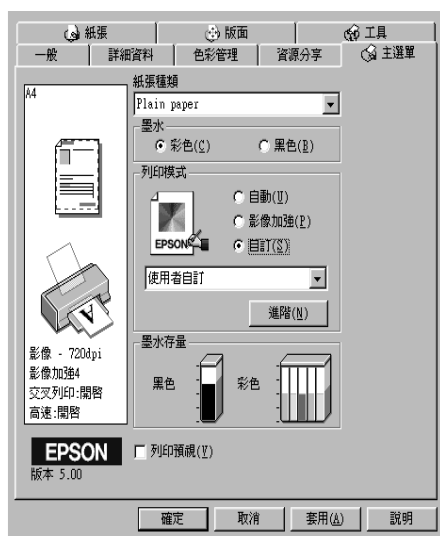 紙張 版面 工具
一般 詳細資料 色彩管理 資源分享 主選單
A4
紙張種類
Plain paper
墨水
彩色(C) 黑色(B)
列印模式
自動(U)
影像加強(P)
自訂(S)
EPSON
使用者自訂
進階(N)
A
影像 - 720dpi
影像加強4
交叉列印:開啓
高速:開啓
墨水存量
黑色 彩色
EPSON
版本 5.00
列印預視(V)
確定 取消 套用(A) 說明